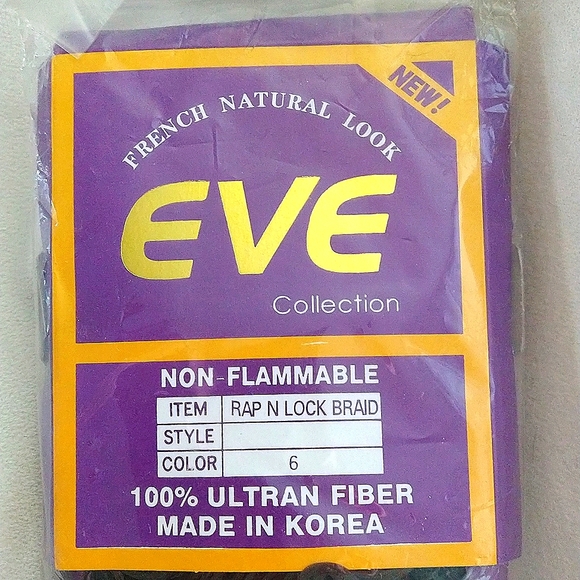 NEW!
FRENCH NATURAL LOOK
EVE
Collection
NON-FLAMMABLE
ITEM RAP N LOCK BRAID
STYLE
COLOR 6
100% ULTRAN FIBER
MADE IN KOREA